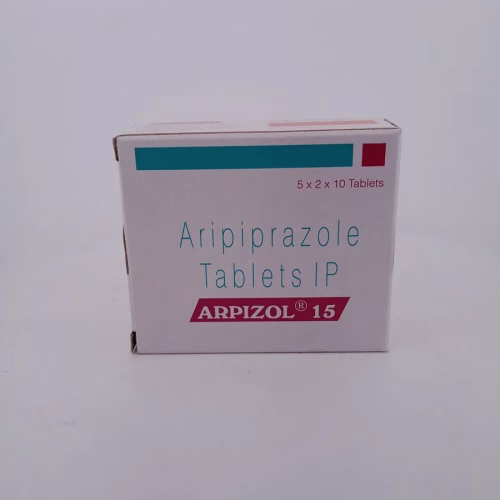 5 x 2 x 10 Tablets
Aripiprazole
Tablets IP
ARPIZOL® 15